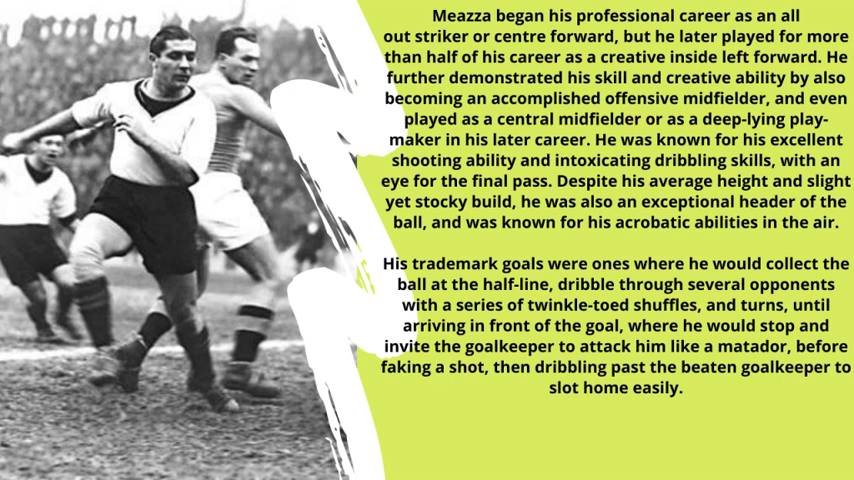 Meazza began his professional career as an all
out striker or centre forward, but he later played for more
than half of his career as a creative inside left forward. He
further demonstrated his skill and creative ability by also
becoming an accomplished offensive midfielder, and even
played as a central midfielder or as a deep-lying play-
maker in his later career. He was known for his excellent
shooting ability and intoxicating dribbling skills, with an
eye for the final pass. Despite his average height and slight
yet stocky build, he was also an exceptional header of the
ball, and was known for his acrobatic abilities in the air.
His trademark goals were ones where he would collect the
ball at the half-line, dribble through several opponents
with a series of twinkle-toed shuffles, and turns, until
arriving in front of the goal, where he would stop and
invite the goalkeeper to attack him like a matador, before
faking a shot, then dribbling past the beaten goalkeeper to
slot home easily.